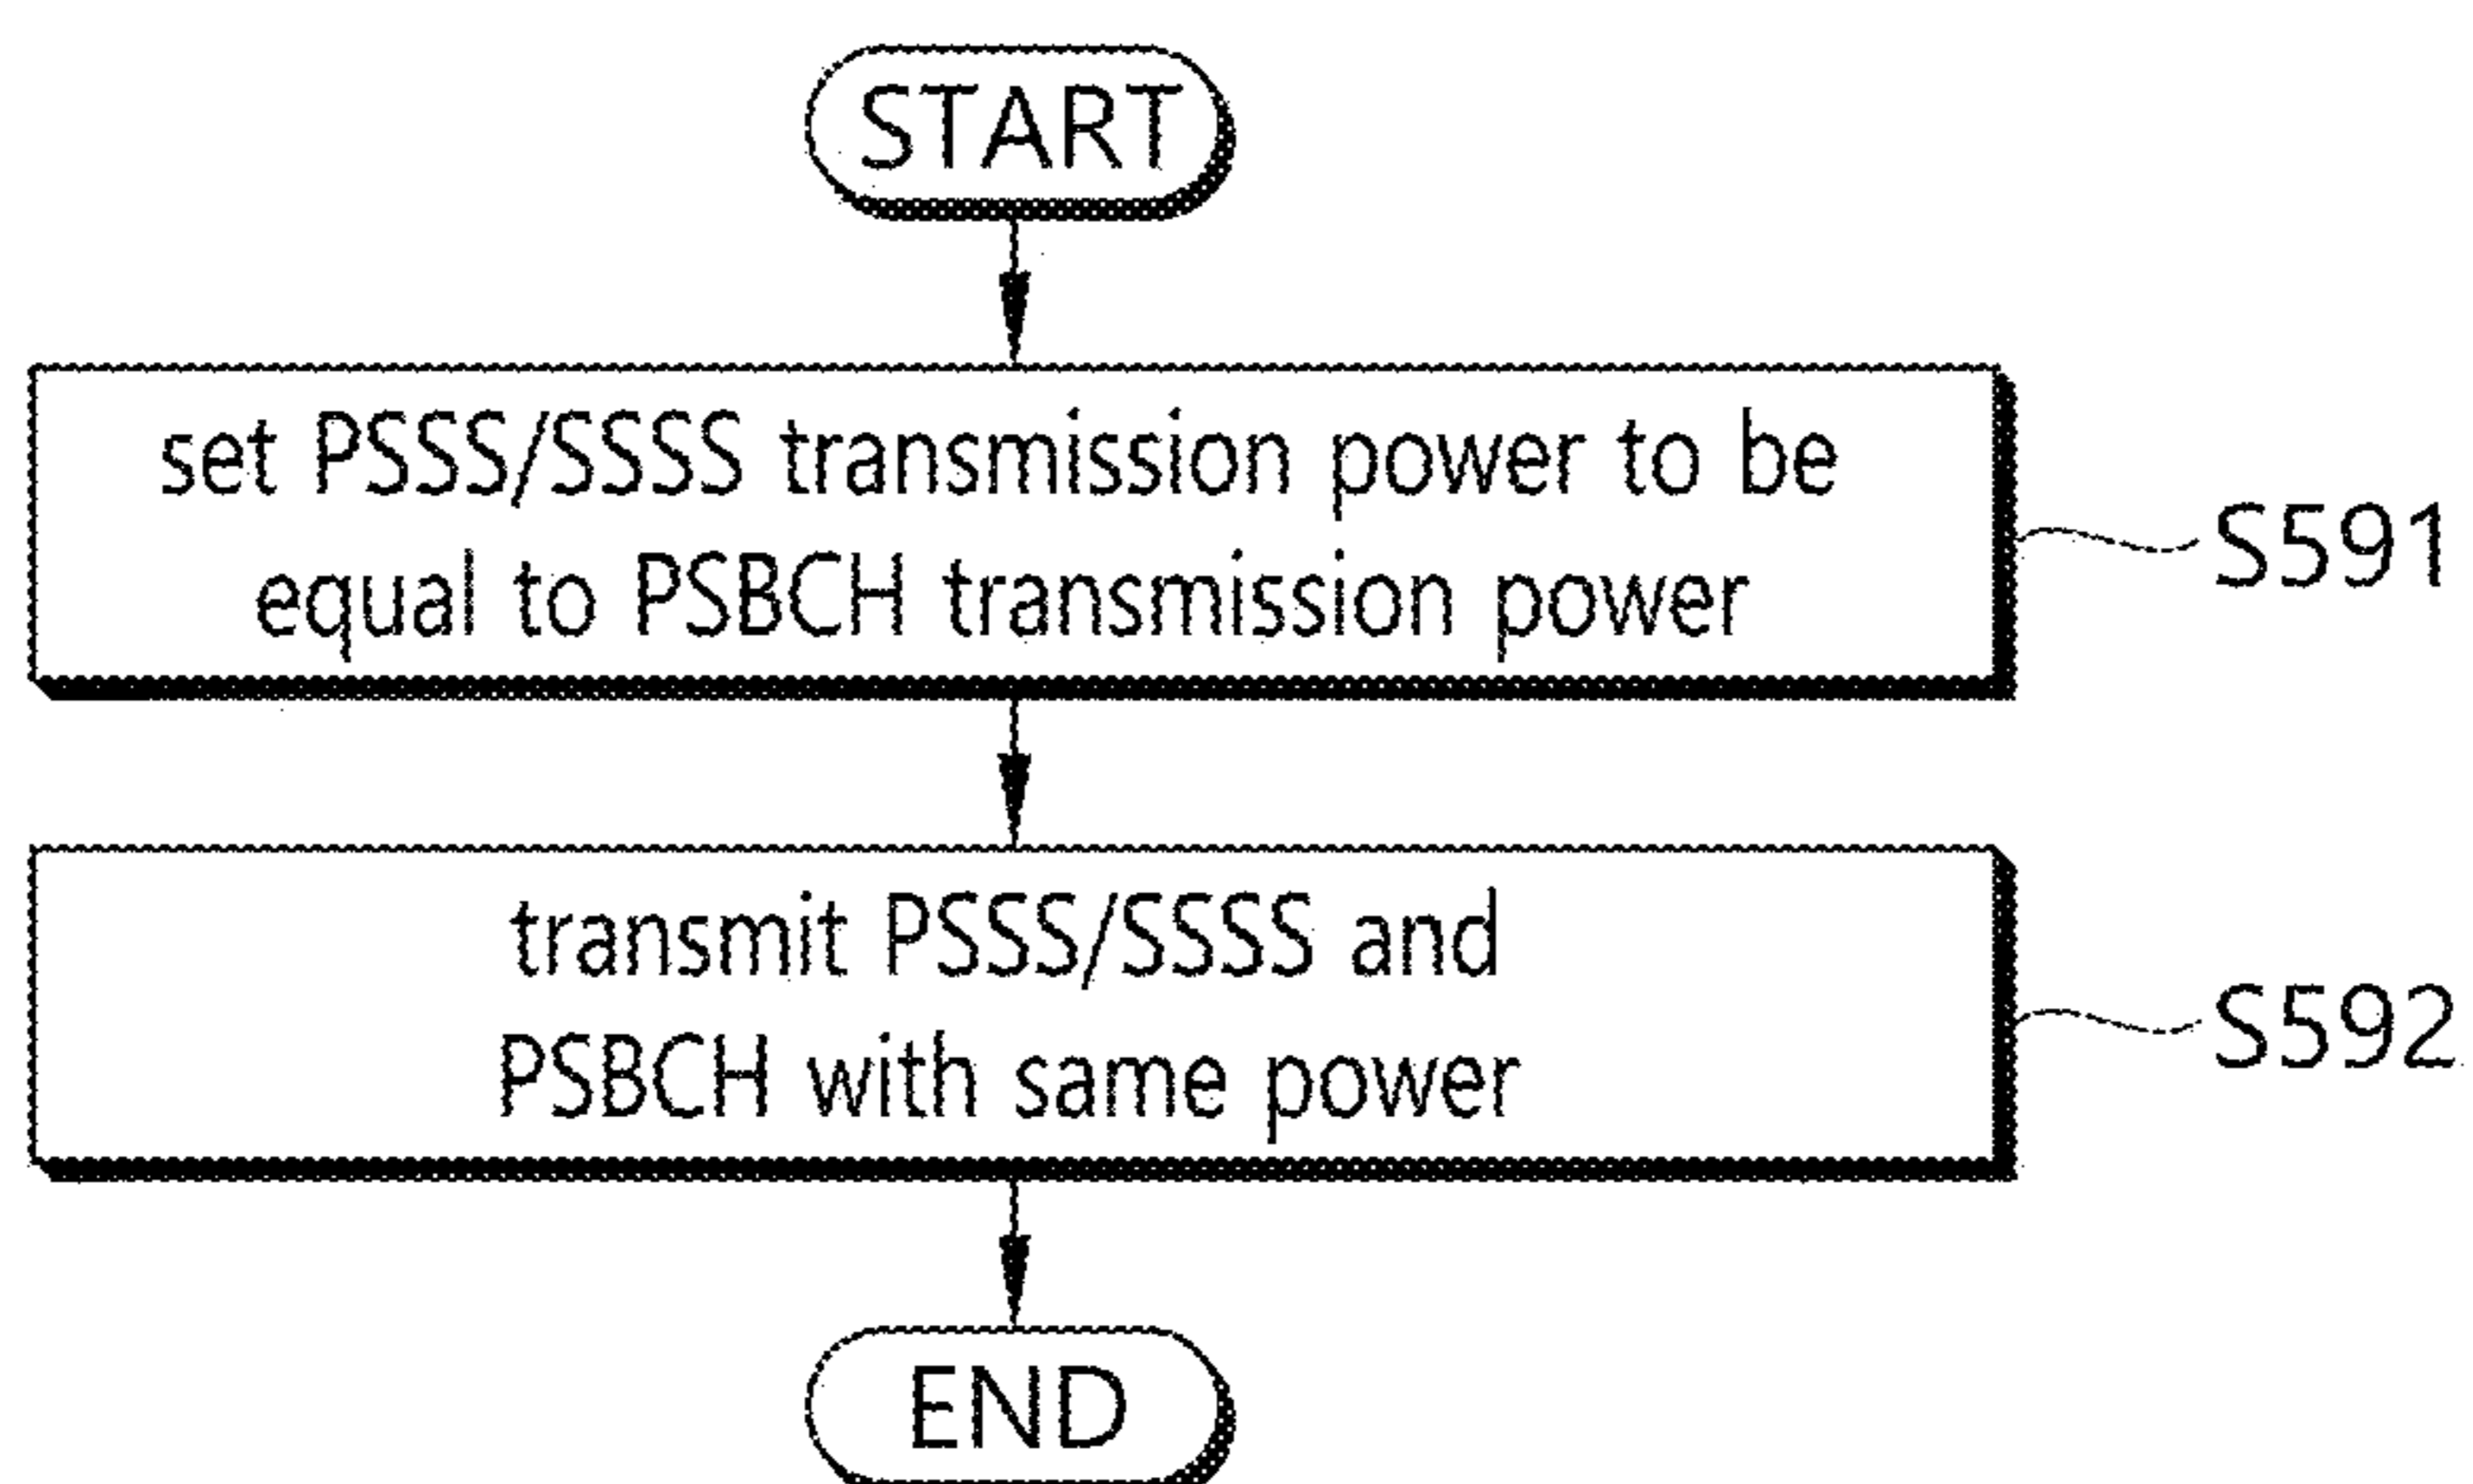 START
set PSSS/SSSS transmission power to be
equal to PSBCH transmission power
S591
transmit PSSS/SSSS and
PSBCH with same power
S592
END